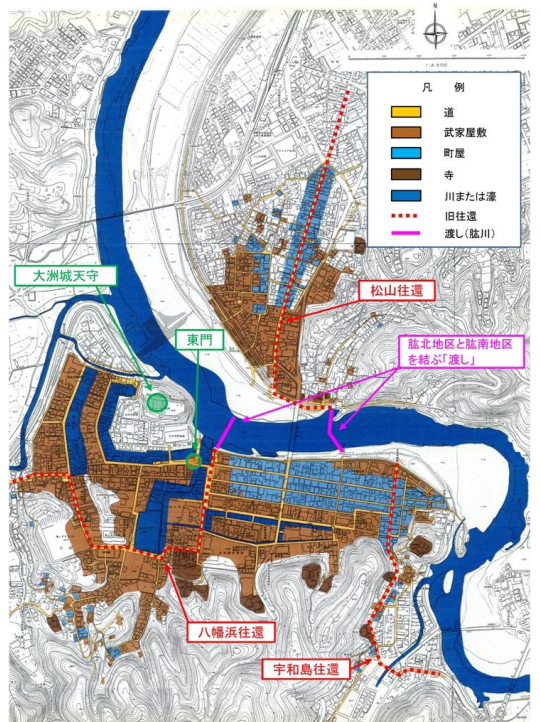 N
1:2,400
凡 例
道
武家屋敷
町屋
寺
川または濠
旧往還
渡し(肱川)
大洲城天守
松山往還
東門
肱北地区と肱南地区
を結ぶ「渡し」
八幡浜往還
宇和島往還